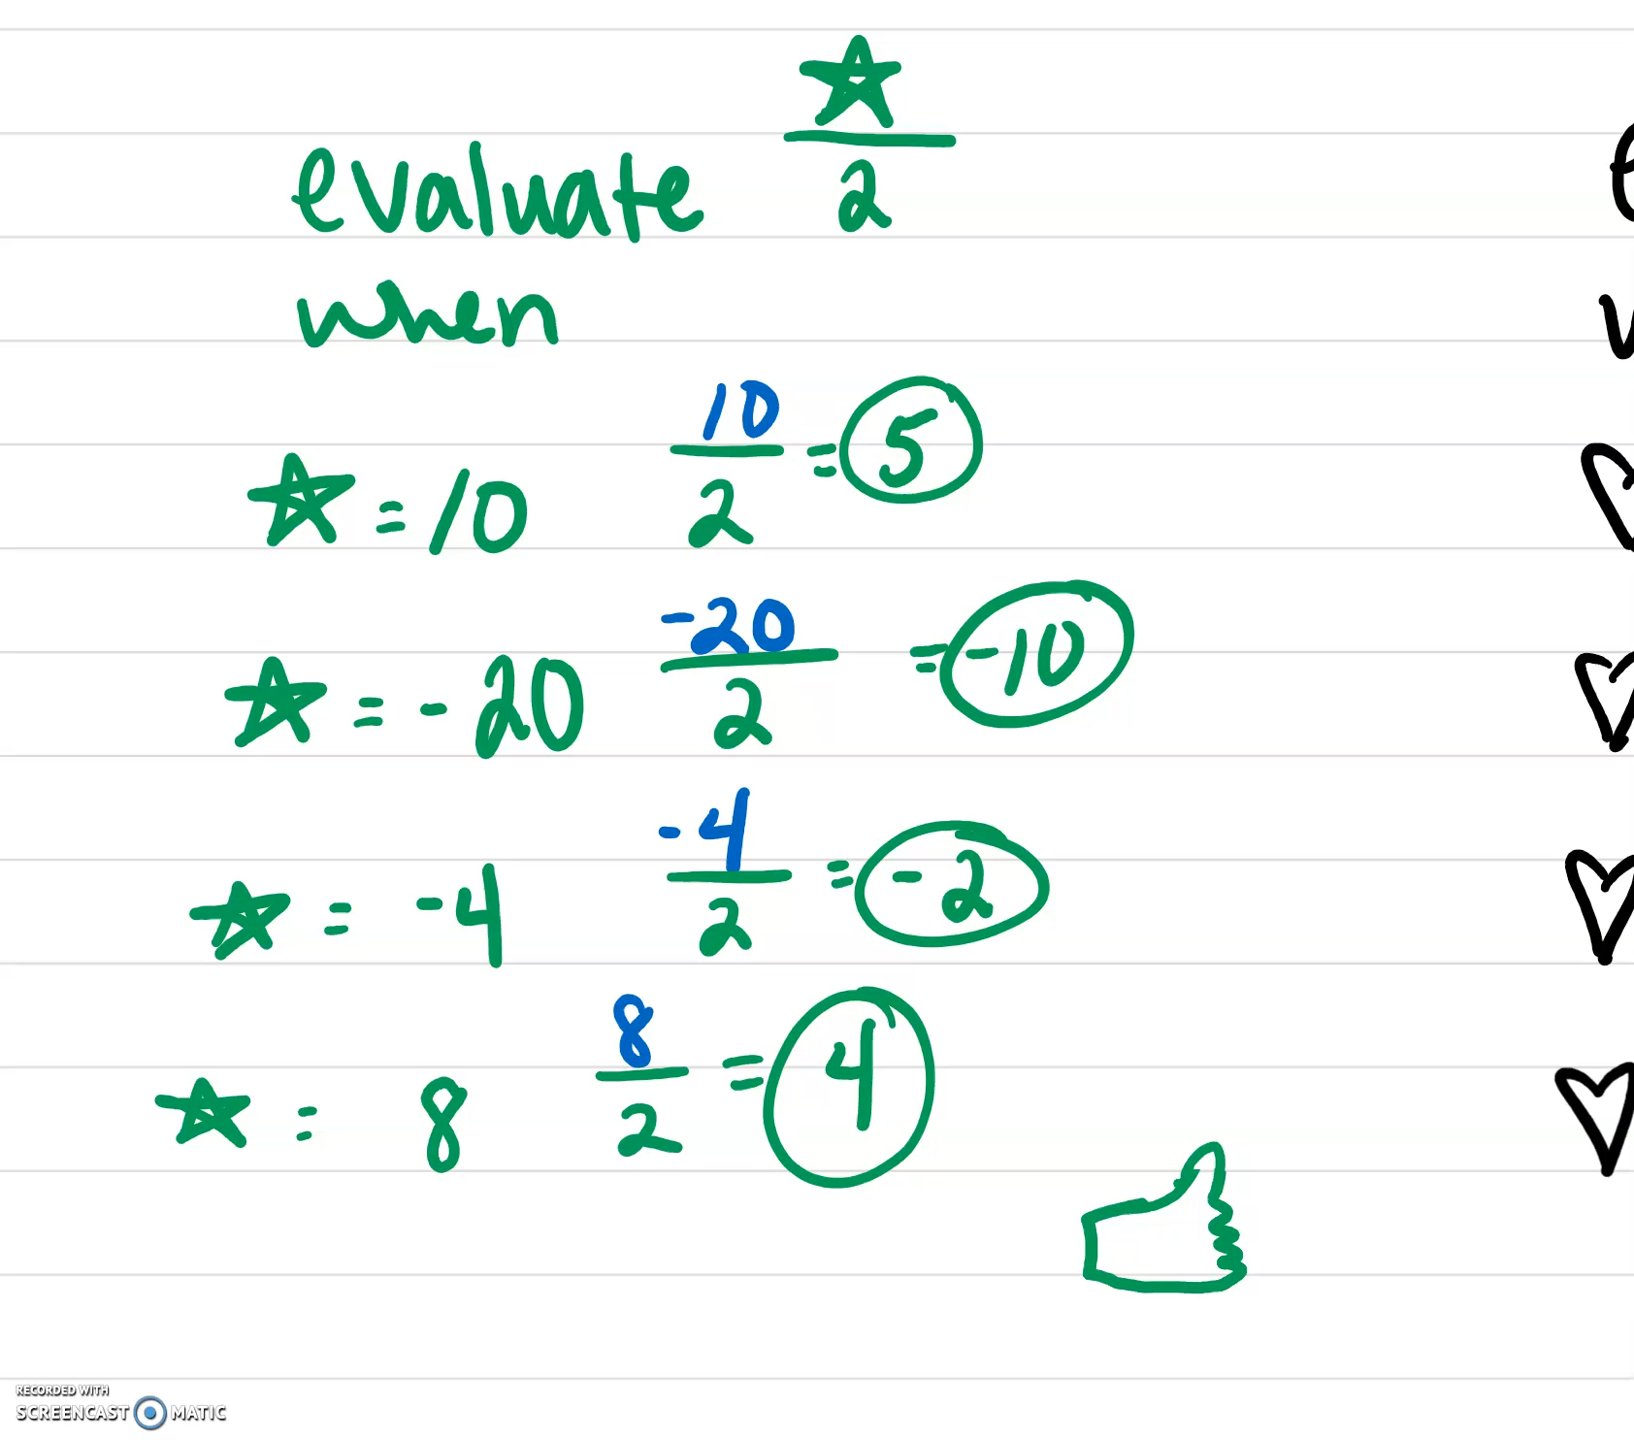 evaluate ☆/2
when
☆ = 10 10/2 = 5
☆ = -20 -20/2 = -10
☆ = -4 -4/2 = -2
☆ = 8 8/2 = 4
RECORDED WITH
SCREENCAST MATIC